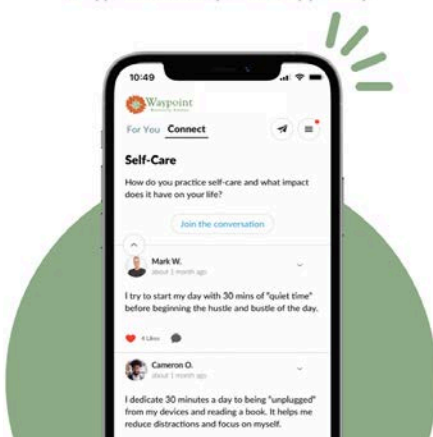 10:49
Waypoint
For You Connect
Self-Care
How do you practice self-care and what impact
does it have on your life?
Join the conversation
Mark W.
about 1 month ago
I try to start my day with 30 mins of "quiet time"
before beginning the hustle and bustle of the day.
4 Likes
Cameron O.
about 1 month ago
I dedicate 30 minutes a day to being "unplugged"
from my devices and reading a book. It helps me
reduce distractions and focus on myself.